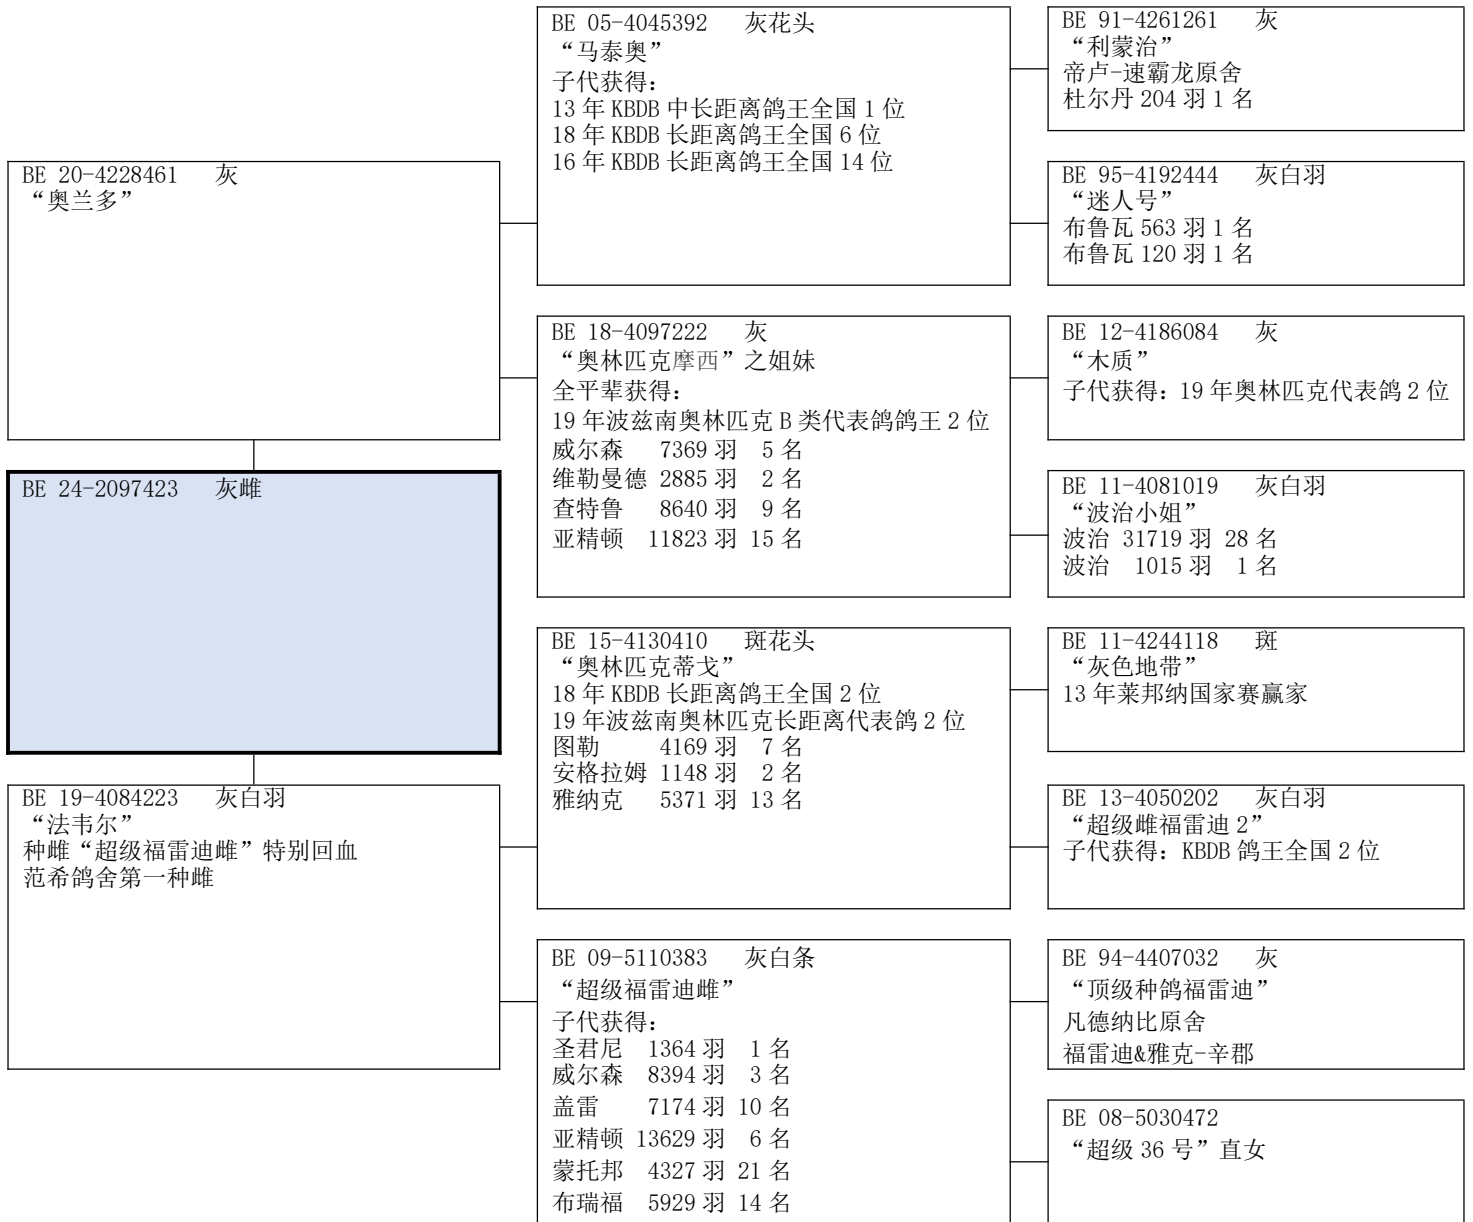 BE 20-4228461 灰
“奥兰多”
BE 24-2097423 灰雌
BE 19-4084223 灰白羽
“法韦尔”
种雌“超级福雷迪雌”特别回血
范希鸽舍第一种雌
BE 05-4045392 灰花头
“马泰奥”
子代获得：
13 年 KBDB 中长距离鸽王全国 1 位
18 年 KBDB 长距离鸽王全国 6 位
16 年 KBDB 长距离鸽王全国 14 位
BE 18-4097222 灰
“奥林匹克摩西”之姐妹
全平辈获得：
19 年波兹南奥林匹克 B 类代表鸽鸽王 2 位
威尔森 7369 羽 5 名
维勒曼德 2885 羽 2 名
查特鲁 8640 羽 9 名
亚精顿 11823 羽 15 名
BE 15-4130410 斑花头
“奥林匹克蒂戈”
18 年 KBDB 长距离鸽王全国 2 位
19 年波兹南奥林匹克长距离代表鸽 2 位
图勒 4169 羽 7 名
安格拉姆 1148 羽 2 名
雅纳克 5371 羽 13 名
BE 09-5110383 灰白条
“超级福雷迪雌”
子代获得：
圣君尼 1364 羽 1 名
威尔森 8394 羽 3 名
盖雷 7174 羽 10 名
亚精顿 13629 羽 6 名
蒙托邦 4327 羽 21 名
布瑞福 5929 羽 14 名
BE 91-4261261 灰
“利蒙治”
帝卢-速霸龙原舍
杜尔丹 204 羽 1 名
BE 95-4192444 灰白羽
“迷人号”
布鲁瓦 563 羽 1 名
布鲁瓦 120 羽 1 名
BE 12-4186084 灰
“木质”
子代获得：19 年奥林匹克代表鸽 2 位
BE 11-4081019 灰白羽
“波治小姐”
波治 31719 羽 28 名
波治 1015 羽 1 名
BE 11-4244118 斑
“灰色地带”
13 年莱邦纳国家赛赢家
BE 13-4050202 灰白羽
“超级雌福雷迪 2”
子代获得：KBDB 鸽王全国 2 位
BE 94-4407032 灰
“顶级种鸽福雷迪”
凡德纳比原舍
福雷迪&雅克-辛郡
BE 08-5030472
“超级 36 号”直女